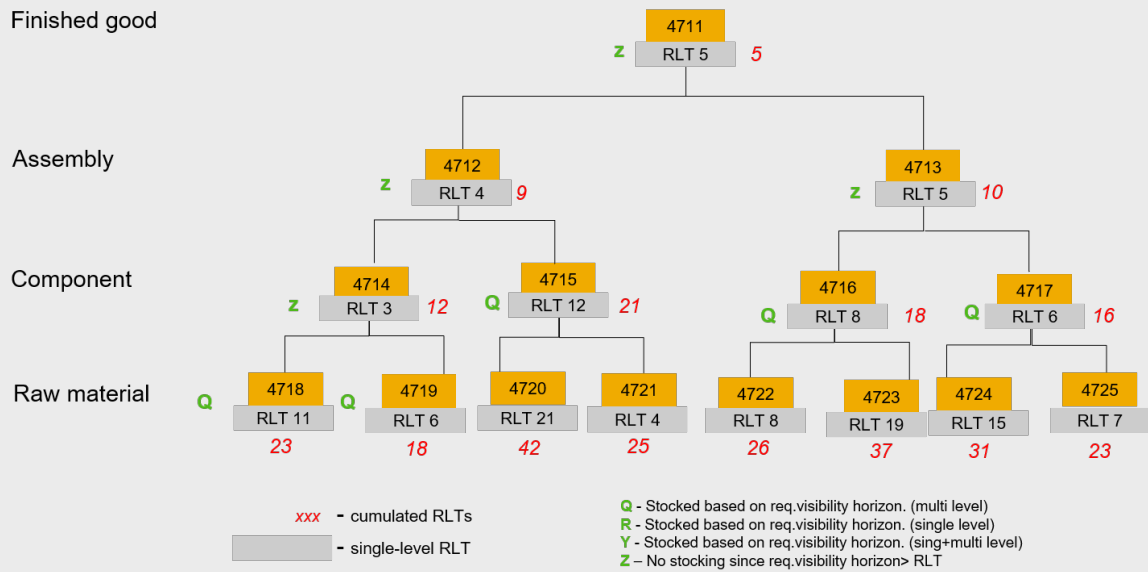 Finished good
4711
z RLT 5 5
Assembly
4712
z RLT 4 9
4713
z RLT 5 10
Component
4714
z RLT 3 12
4715
Q RLT 12 21
4716
Q RLT 8 18
4717
Q RLT 6 16
Raw material
4718
Q RLT 11
23
4719
Q RLT 6
18
4720
RLT 21
42
4721
RLT 4
25
4722
RLT 8
26
4723
RLT 19
37
4724
RLT 15
31
4725
RLT 7
23
xxx - cumulated RLTs
- single-level RLT
Q - Stocked based on req.visibility horizon. (multi level)
R - Stocked based on req.visibility horizon. (single level)
Y - Stocked based on req.visibility horizon. (sing+multi level)
Z – No stocking since req.visibility horizon> RLT